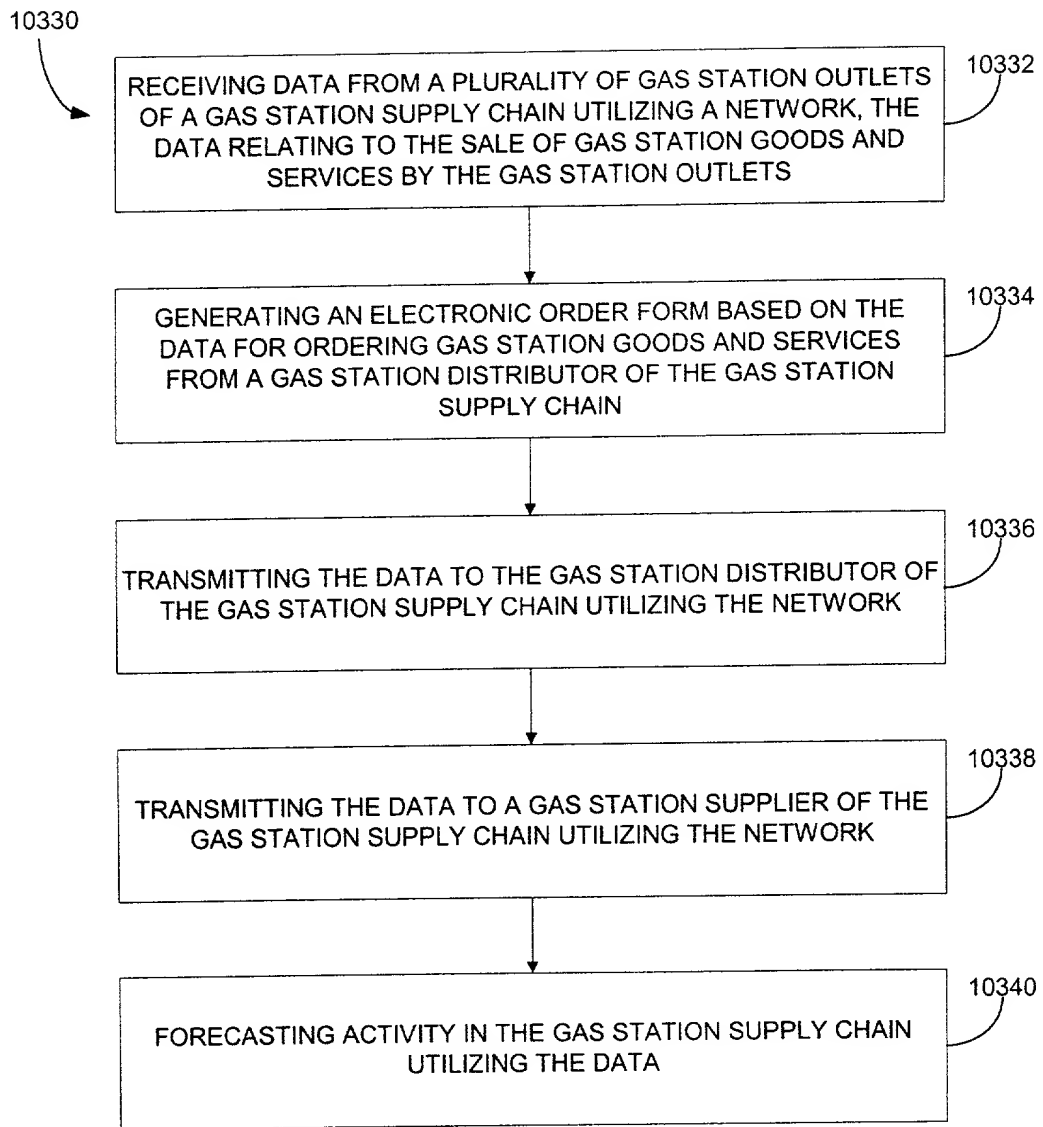 10330
RECEIVING DATA FROM A PLURALITY OF GAS STATION OUTLETS
OF A GAS STATION SUPPLY CHAIN UTILIZING A NETWORK, THE
DATA RELATING TO THE SALE OF GAS STATION GOODS AND
SERVICES BY THE GAS STATION OUTLETS
10332
GENERATING AN ELECTRONIC ORDER FORM BASED ON THE
DATA FOR ORDERING GAS STATION GOODS AND SERVICES
FROM A GAS STATION DISTRIBUTOR OF THE GAS STATION
SUPPLY CHAIN
10334
TRANSMITTING THE DATA TO THE GAS STATION DISTRIBUTOR OF
THE GAS STATION SUPPLY CHAIN UTILIZING THE NETWORK
10336
TRANSMITTING THE DATA TO A GAS STATION SUPPLIER OF THE
GAS STATION SUPPLY CHAIN UTILIZING THE NETWORK
10338
FORECASTING ACTIVITY IN THE GAS STATION SUPPLY CHAIN
UTILIZING THE DATA
10340